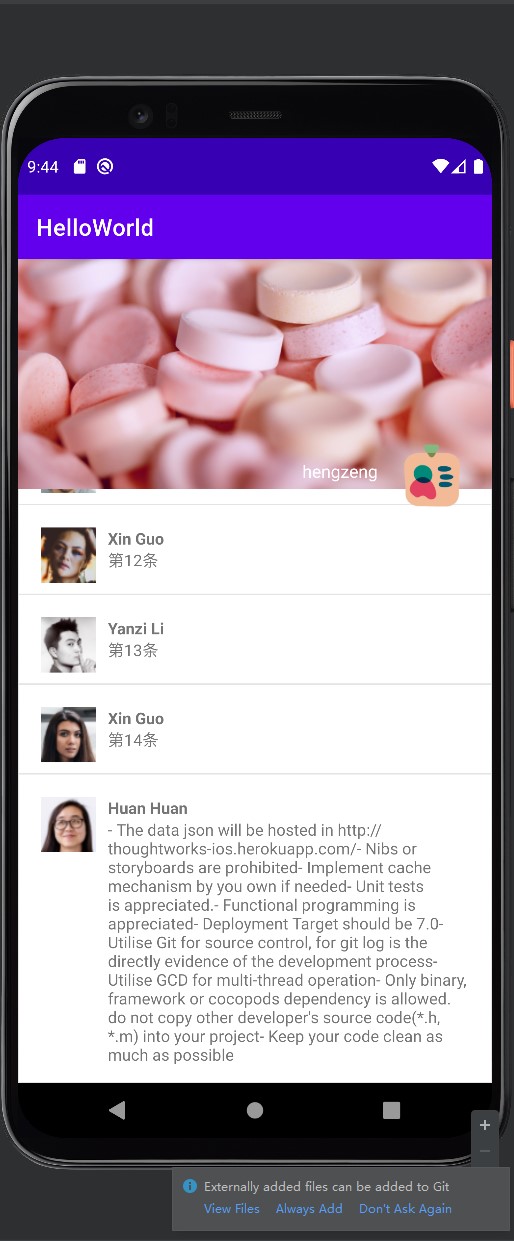 9:44
HelloWorld
hengzeng
Xin Guo
第12条
Yanzi Li
第13条
Xin Guo
第14条
Huan Huan
- The data json will be hosted in http://
thoughtworks-ios.herokuapp.com/- Nibs or
storyboards are prohibited- Implement cache
mechanism by you own if needed- Unit tests
is appreciated.- Functional programming is
appreciated- Deployment Target should be 7.0-
Utilise Git for source control, for git log is the
directly evidence of the development process-
Utilise GCD for multi-thread operation- Only binary,
framework or cocopods dependency is allowed.
do not copy other developer's source code(*.h,
*.m) into your project- Keep your code clean as
much as possible
Externally added files can be added to Git
View Files Always Add Don't Ask Again